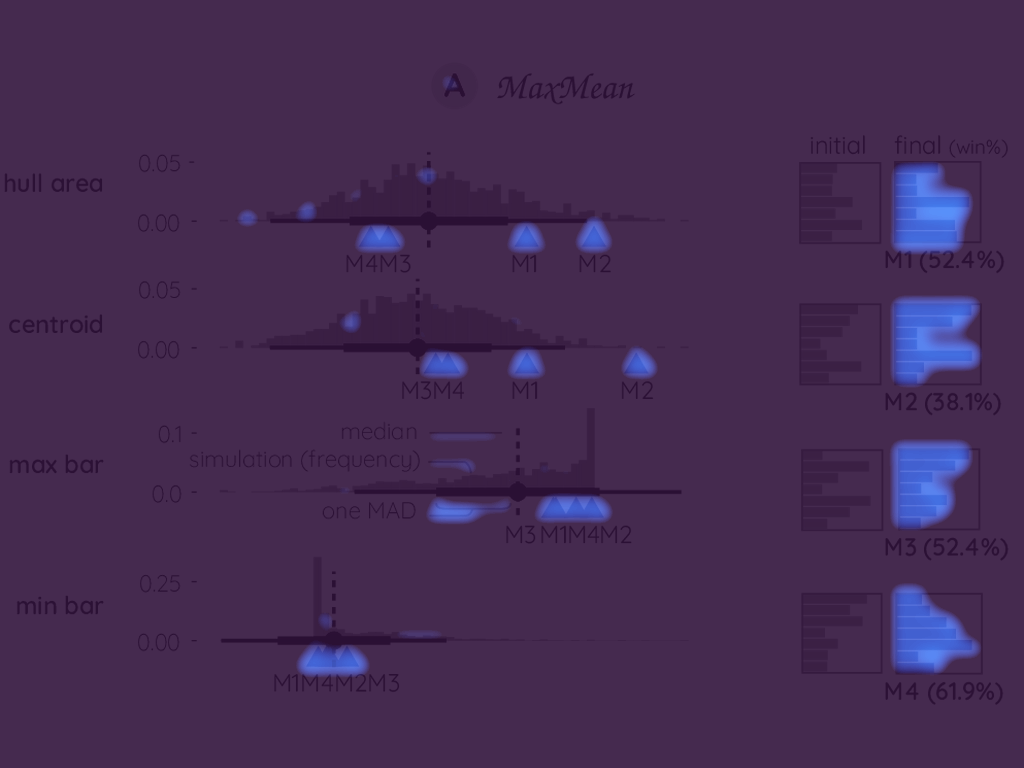 A MaxMean
initial final (win%)
hull area
0.05
0.00
M4M3 M1 M2
M1 (52.4%)
centroid
0.05
0.00
M3M4 M1 M2
M2 (38.1%)
max bar
0.1
0.0
median
simulation (frequency)
one MAD
M3 M1M4M2
M3 (52.4%)
min bar
0.25
0.00
M1M4M2M3
M4 (61.9%)